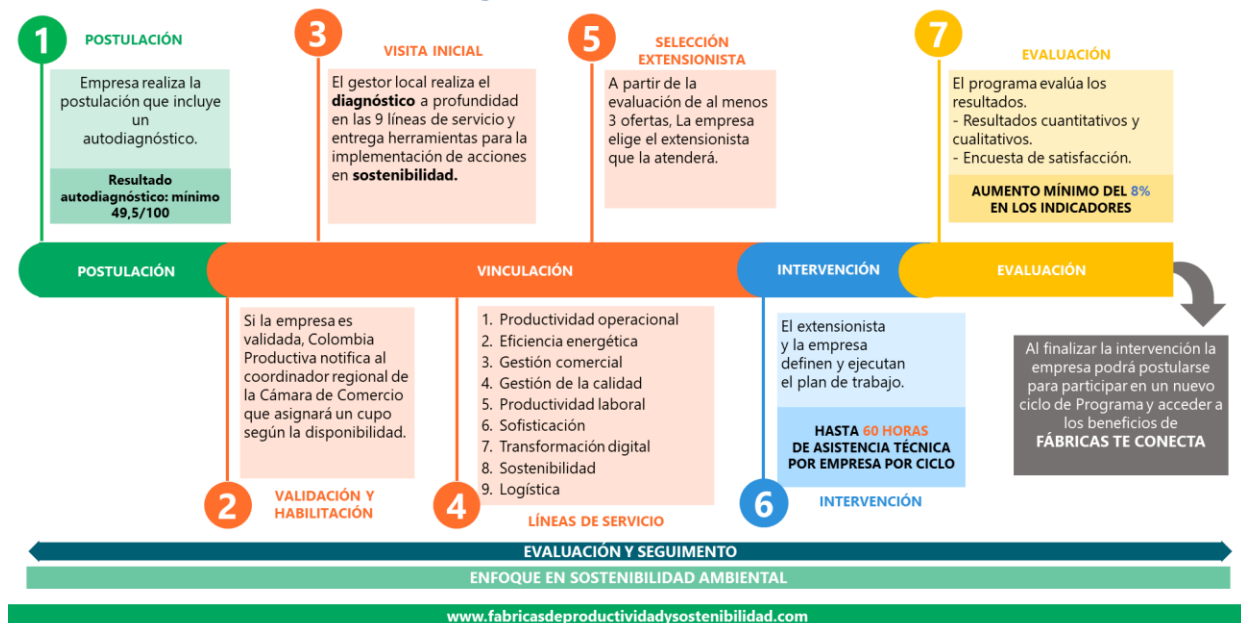 1
POSTULACIÓN
Empresa realiza la
postulación que incluye
un
autodiagnóstico.
Resultado
autodiagnóstico: mínimo
49,5/100
3
VISITA INICIAL
El gestor local realiza el
diagnóstico a profundidad
en las 9 líneas de servicio y
entrega herramientas para la
implementación de acciones
en sostenibilidad.
5
SELECCIÓN
EXTENSIONISTA
A partir de la
evaluación de al menos
3 ofertas, La empresa
elige el extensionista
que la atenderá.
7
EVALUACIÓN
El programa evalúa los
resultados.
- Resultados cuantitativos y
cualitativos.
- Encuesta de satisfacción.
AUMENTO MÍNIMO DEL 8%
EN LOS INDICADORES
POSTULACIÓN
VINCULACIÓN
INTERVENCIÓN
EVALUACIÓN
Si la empresa es
validada, Colombia
Productiva notifica al
coordinador regional de
la Cámara de Comercio
que asignará un cupo
según la disponibilidad.
2
VALIDACIÓN Y
HABILITACIÓN
1. Productividad operacional
2. Eficiencia energética
3. Gestión comercial
4. Gestión de la calidad
5. Productividad laboral
6. Sofisticación
7. Transformación digital
8. Sostenibilidad
9. Logística
4
LÍNEAS DE SERVICIO
El extensionista
y la empresa
definen y ejecutan
el plan de trabajo.
HASTA 60 HORAS
DE ASISTENCIA TÉCNICA
POR EMPRESA POR CICLO
6
INTERVENCIÓN
Al finalizar la intervención la
empresa podrá postularse
para participar en un nuevo
ciclo de Programa y acceder a
los beneficios de
FÁBRICAS TE CONECTA
EVALUACIÓN Y SEGUIMENTO
ENFOQUE EN SOSTENIBILIDAD AMBIENTAL
www.fabricasdeproductividadysostenibilidad.com